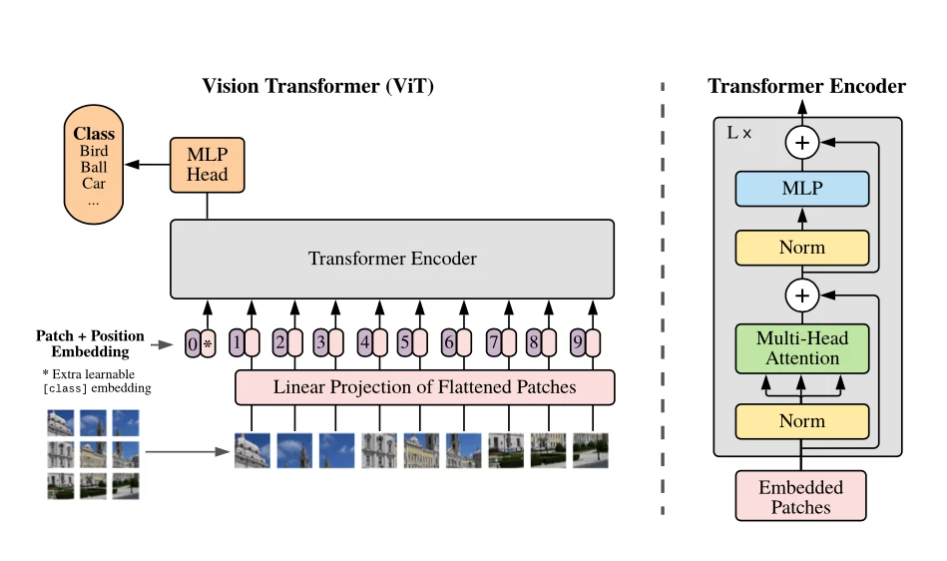 Vision Transformer (ViT)
Class
Bird
Ball
Car
...
MLP
Head
Transformer Encoder
Patch + Position
Embedding
0 * 1 2 3 4 5 6 7 8 9
* Extra learnable
[class] embedding
Linear Projection of Flattened Patches
Transformer Encoder
L ×
+
MLP
Norm
+
Multi-Head
Attention
Norm
Embedded
Patches